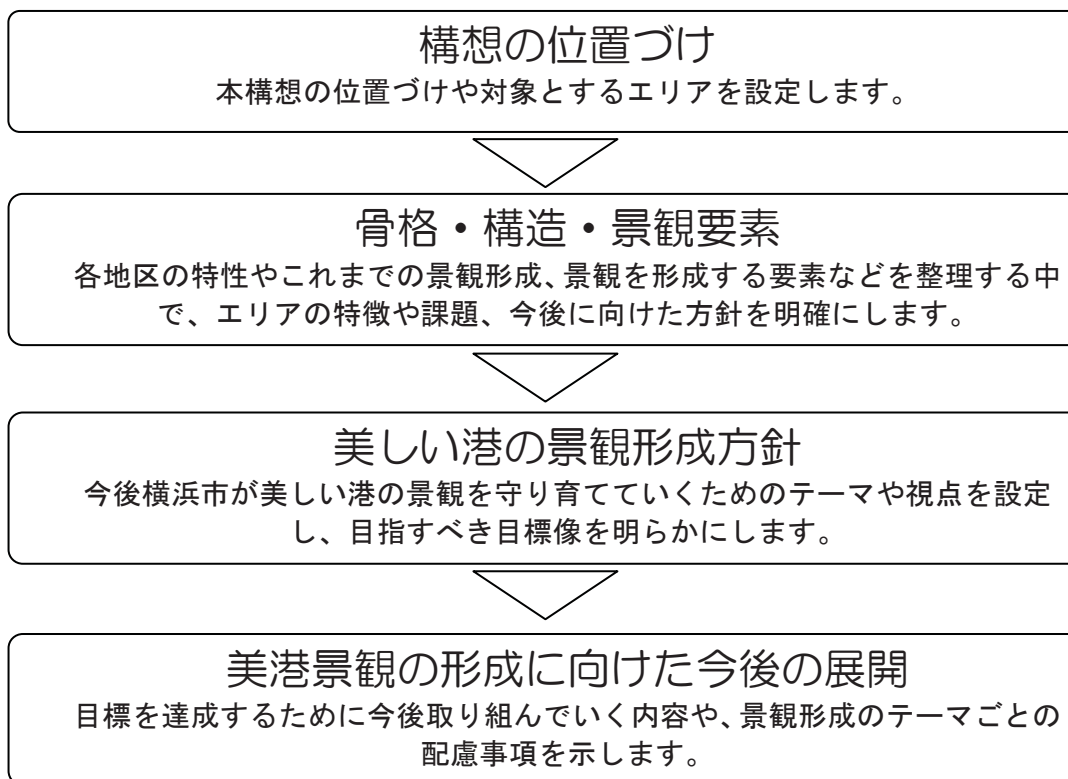 構想の位置づけ
本構想の位置づけや対象とするエリアを設定します。
骨格・構造・景観要素
各地区の特性やこれまでの景観形成、景観を形成する要素などを整理する中
で、エリアの特徴や課題、今後に向けた方針を明確にします。
美しい港の景観形成方針
今後横浜市が美しい港の景観を守り育てていくためのテーマや視点を設定
し、目指すべき目標像を明らかにします。
美港景観の形成に向けた今後の展開
目標を達成するために今後取り組んでいく内容や、景観形成のテーマごとの
配慮事項を示します。